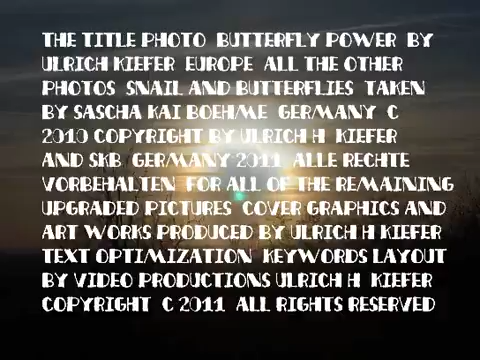 THE TITLE PHOTO BUTTERFLY POWER BY
ULRICH KIEFER EUROPE ALL THE OTHER
PHOTOS SNAIL AND BUTTERFLIES TAKEN
BY SASCHA KAI BOEHME GERMANY C
2010 COPYRIGHT BY ULRICH H KIEFER
AND SKB GERMANY 2011 ALLE RECHTE
VORBEHALTEN FOR ALL OF THE REMAINING
UPGRADED PICTURES COVER GRAPHICS AND
ART WORKS PRODUCED BY ULRICH H KIEFER
TEXT OPTIMIZATION KEYWORDS LAYOUT
BY VIDEO PRODUCTIONS ULRICH H KIEFER
COPYRIGHT C 2011 ALL RIGHTS RESERVED